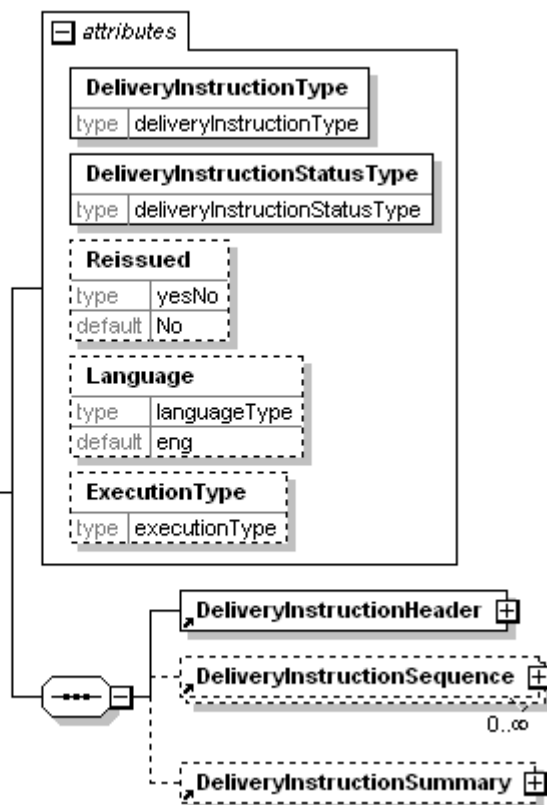 attributes
DeliveryInstructionType
type deliveryInstructionType
DeliveryInstructionStatusType
type deliveryInstructionStatusType
Reissued
type yesNo
default No
Language
type languageType
default eng
ExecutionType
type executionType
DeliveryInstructionHeader
DeliveryInstructionSequence
0..∞
DeliveryInstructionSummary